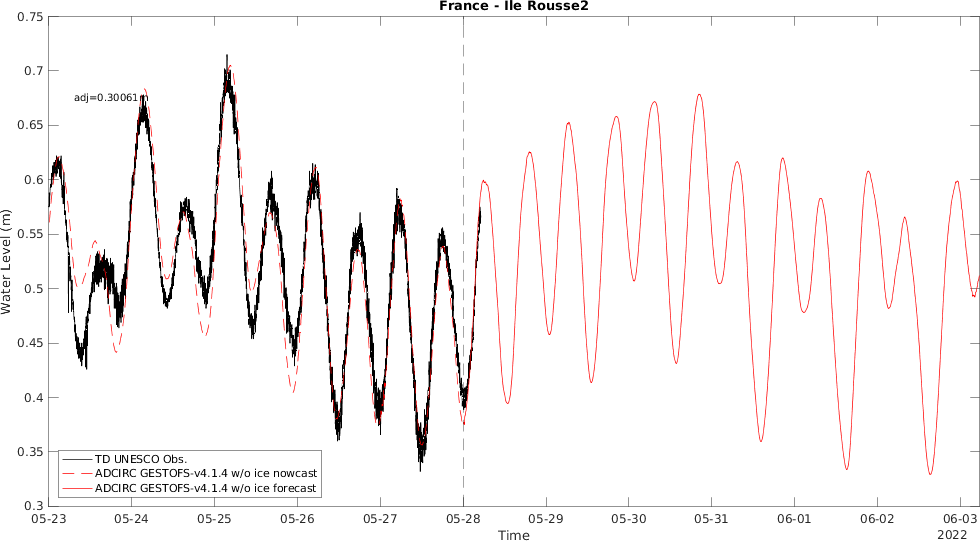 France - Ile Rousse2
0.75
0.7
0.65
0.6
0.55
0.5
0.45
0.4
0.35
0.3
Water Level (m)
adj=0.30061
TD UNESCO Obs.
ADCIRC GESTOFS-v4.1.4 w/o ice nowcast
ADCIRC GESTOFS-v4.1.4 w/o ice forecast
05-23 05-24 05-25 05-26 05-27 05-28 05-29 05-30 05-31 06-01 06-02 06-03
Time
2022